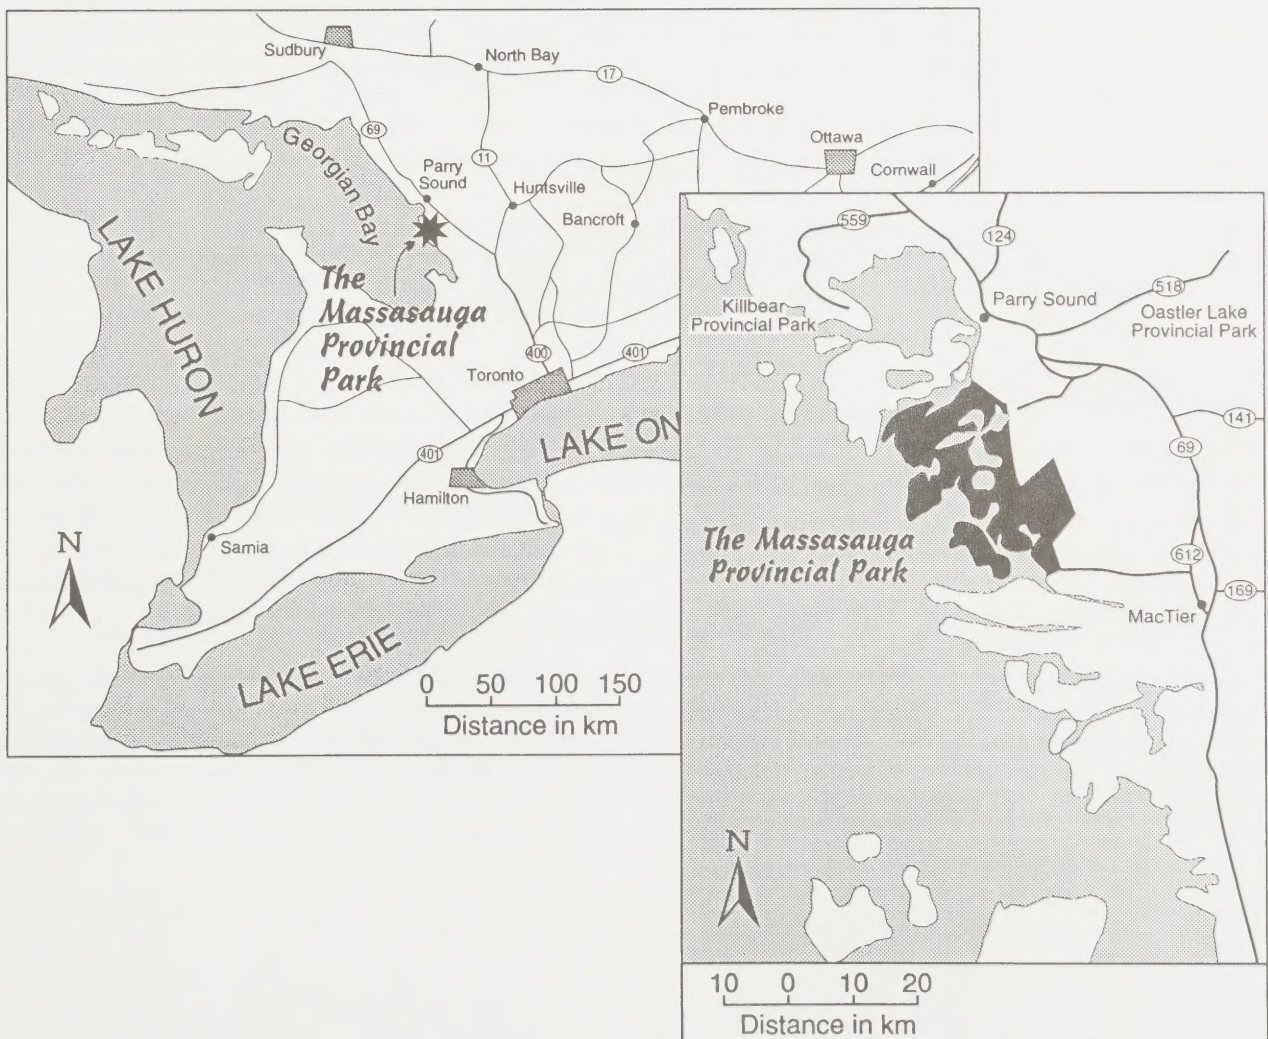 Sudbury
North Bay
17
Pembroke
Ottawa
Cornwall
69
Georgian Bay
Parry
Sound
11
Huntsville
Bancroft
LAKE HURON
The
Massasauga
Provincial
Park
400
401
Toronto
LAKE ON
401
Hamilton
N
Sarnia
LAKE ERIE
0 50 100 150
Distance in km
559
124
518
Killbear
Provincial Park
Parry Sound
Oastler Lake
Provincial Park
141
69
The Massasauga
Provincial Park
612
169
MacTier
N
10 0 10 20
Distance in km